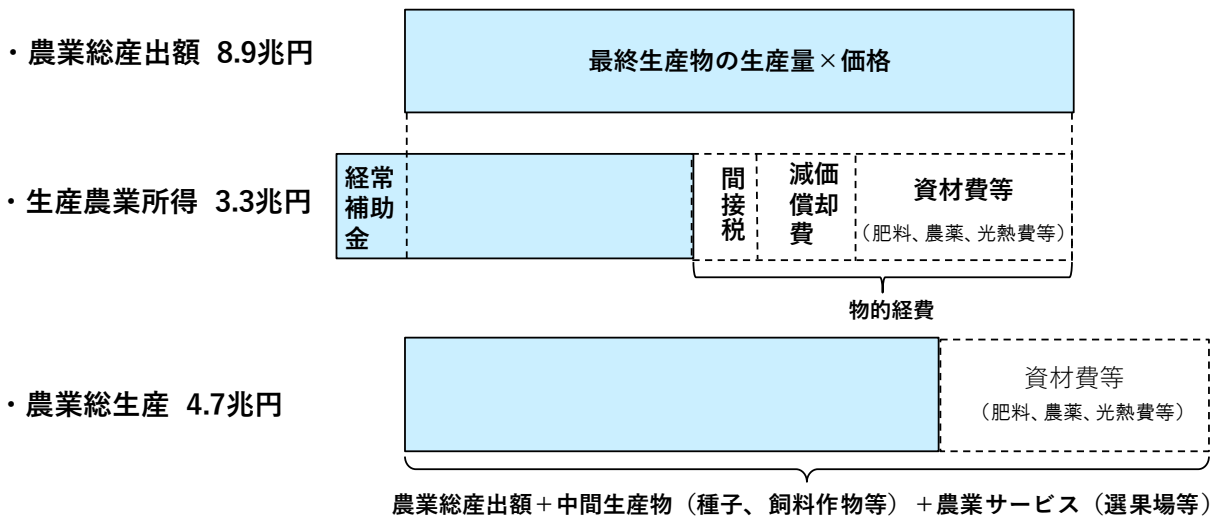 ・農業総産出額 8.9兆円
最終生産物の生産量×価格
・生産農業所得 3.3兆円
経常
補助
金
間接税
減価
償却
費
資材費等
（肥料、農薬、光熱費等）
物的経費
・農業総生産 4.7兆円
資材費等
（肥料、農薬、光熱費等）
農業総産出額＋中間生産物（種子、飼料作物等）＋農業サービス（選果場等）